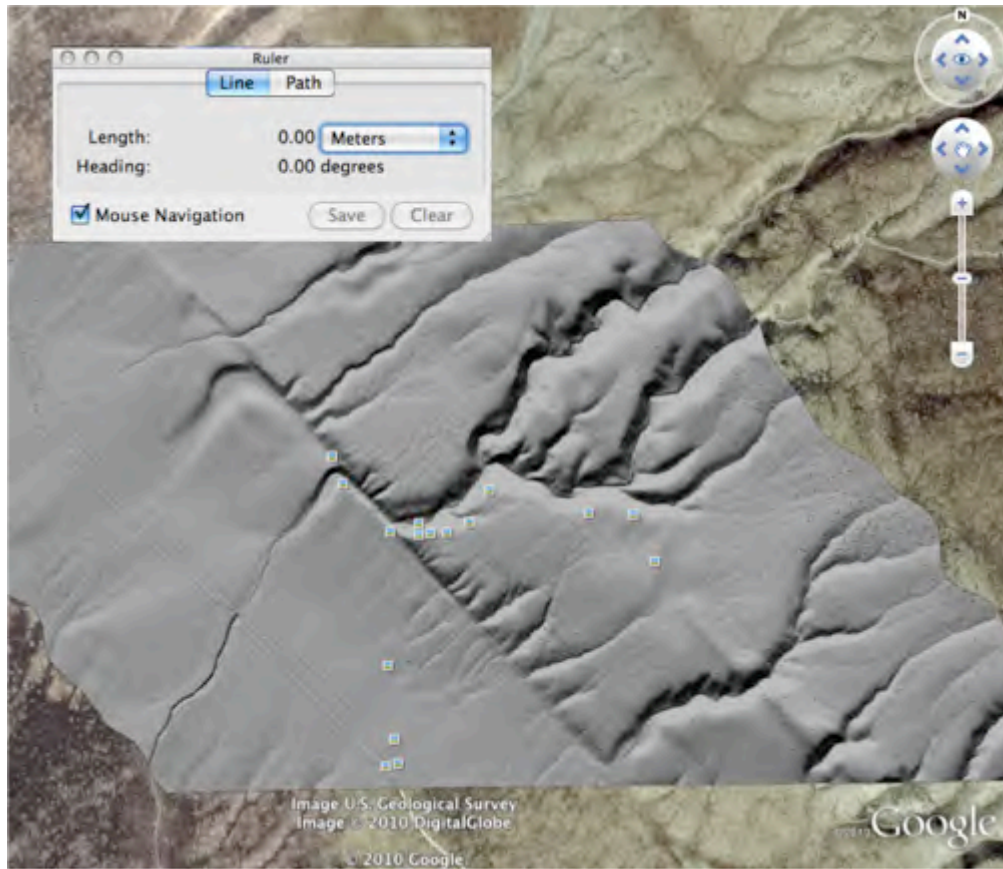 Ruler
Line Path
Length: 0.00 Meters
Heading: 0.00 degrees
Mouse Navigation Save Clear
N
Image U.S. Geological Survey
Image © 2010 DigitalGlobe
© 2010 Google
Google